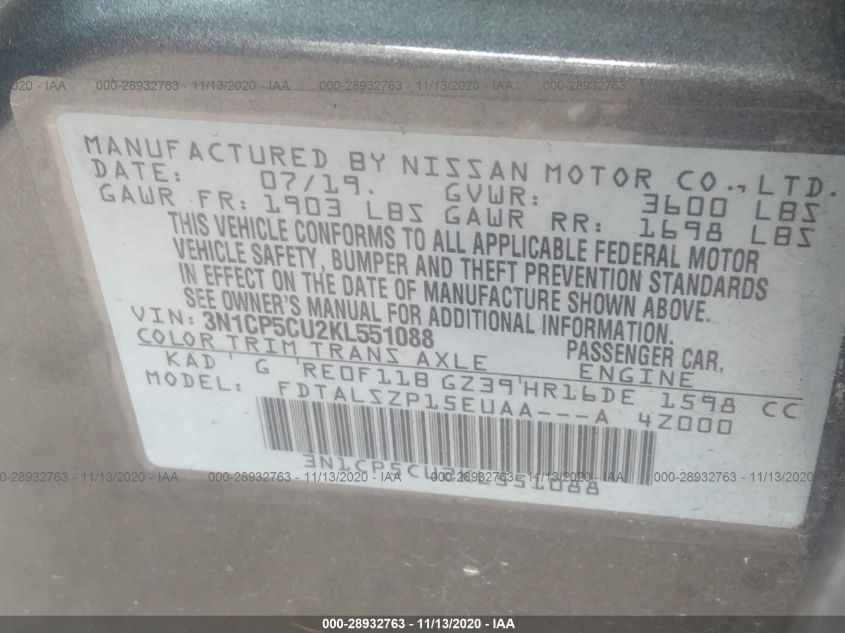 2020 - IAA 000-28932763 - 11/13/2020 - IAA 000-28932763 - 11/13/2020 - IAA 000-28932763 - 11/13/2020
MANUFACTURED BY NISSAN MOTOR CO., LTD.
DATE: 07/19. GVWR: 3600 LBS
GAWR FR: 1903 LBS GAWR RR: 1698 LBS
THIS VEHICLE CONFORMS TO ALL APPLICABLE FEDERAL MOTOR
VEHICLE SAFETY, BUMPER AND THEFT PREVENTION STANDARDS
IN EFFECT ON THE DATE OF MANUFACTURE SHOWN ABOVE.
SEE OWNER'S MANUAL FOR ADDITIONAL INFORMATION.
VIN: 3N1CP5CU2KL551088 PASSENGER CAR,
COLOR TRIM TRANS AXLE ENGINE
KAD ' G 'RE0F11B GZ39'HR16DE 1598 CC
MODEL: FDTALSZP15EUAA---A 4Z000
3N1CP5CU2KL551088
2020 - IAA 000-28932763 - 11/13/2020 - IAA 000-28932763 - 11/13/2020 - IAA 000-28932763 - 11/13/2020
000-28932763 - 11/13/2020 - IAA